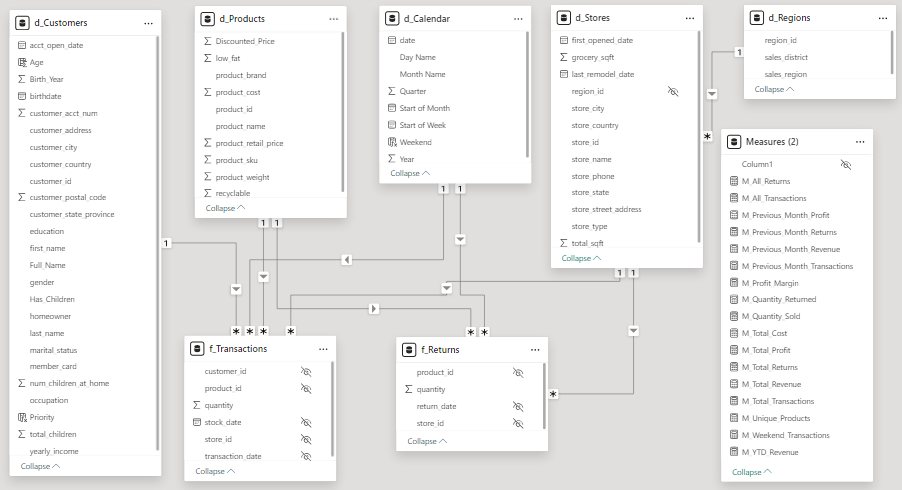 d_Customers
acct_open_date
Age
Birth_Year
birthdate
customer_acct_num
customer_address
customer_city
customer_country
customer_id
customer_postal_code
customer_state_province
education
first_name
Full_Name
gender
Has_Children
homeowner
last_name
marital_status
member_card
num_children_at_home
occupation
Priority
total_children
yearly_income
Collapse
d_Products
Discounted_Price
low_fat
product_brand
product_cost
product_id
product_name
product_retail_price
product_sku
product_weight
recyclable
Collapse
d_Calendar
date
Day Name
Month Name
Quarter
Start of Month
Start of Week
Weekend
Year
Collapse
d_Stores
first_opened_date
grocery_sqft
last_remodel_date
region_id
store_city
store_country
store_id
store_name
store_phone
store_state
store_street_address
store_type
total_sqft
Collapse
d_Regions
region_id
sales_district
sales_region
Collapse
Measures (2)
Column1
M_All_Returns
M_All_Transactions
M_Previous_Month_Profit
M_Previous_Month_Returns
M_Previous_Month_Revenue
M_Previous_Month_Transactions
M_Profit_Margin
M_Quantity_Returned
M_Quantity_Sold
M_Total_Cost
M_Total_Profit
M_Total_Returns
M_Total_Revenue
M_Total_Transactions
M_Unique_Products
M_Weekend_Transactions
M_YTD_Revenue
Collapse
f_Transactions
customer_id
product_id
quantity
stock_date
store_id
transaction_date
Collapse
f_Returns
product_id
quantity
return_date
store_id
Collapse
1
1 1
1 1
1 1
1
* * * *
* *
*
*